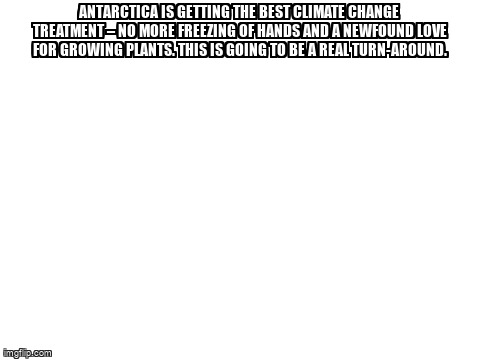 ANTARCTICA IS GETTING THE BEST CLIMATE CHANGE
TREATMENT – NO MORE FREEZING OF HANDS AND A NEWFOUND LOVE
FOR GROWING PLANTS. THIS IS GOING TO BE A REAL TURN-AROUND.
imgflip.com